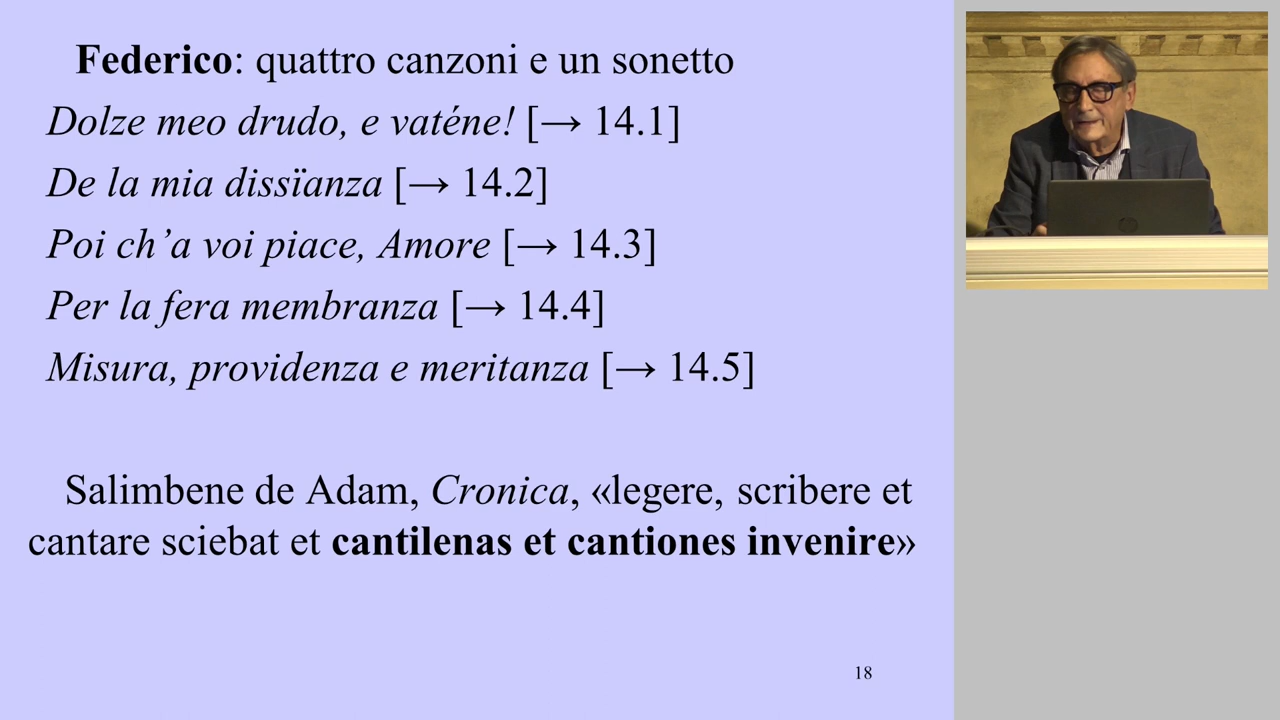 Federico: quattro canzoni e un sonetto
Dolze meo drudo, e vaténe! [→ 14.1]
De la mia dissïanza [→ 14.2]
Poi ch’a voi piace, Amore [→ 14.3]
Per la fera membranza [→ 14.4]
Misura, providenza e meritanza [→ 14.5]
Salimbene de Adam, Cronica, «legere, scribere et
cantare sciebat et cantilenas et cantiones invenire»
18